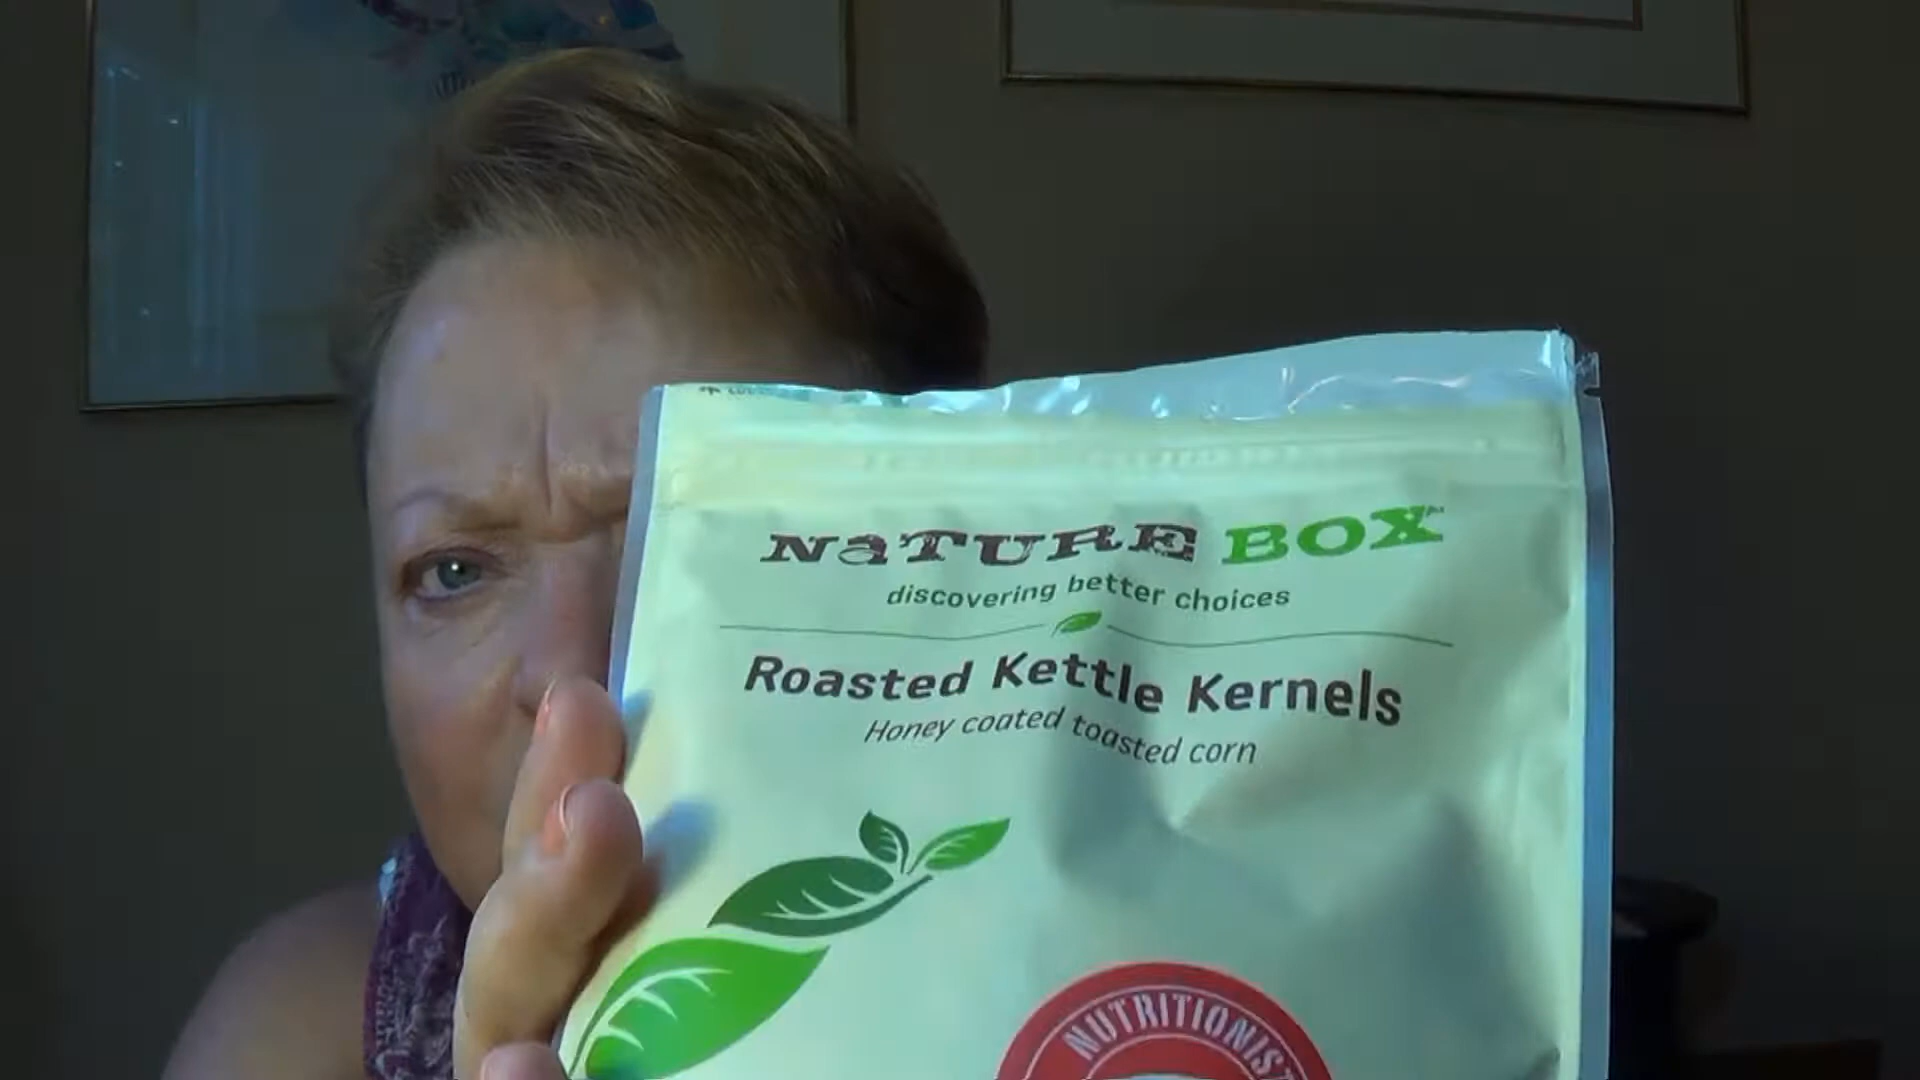 NaTURE BOX
discovering better choices
Roasted Kettle Kernels
Honey coated toasted corn
NUTRITIONIST